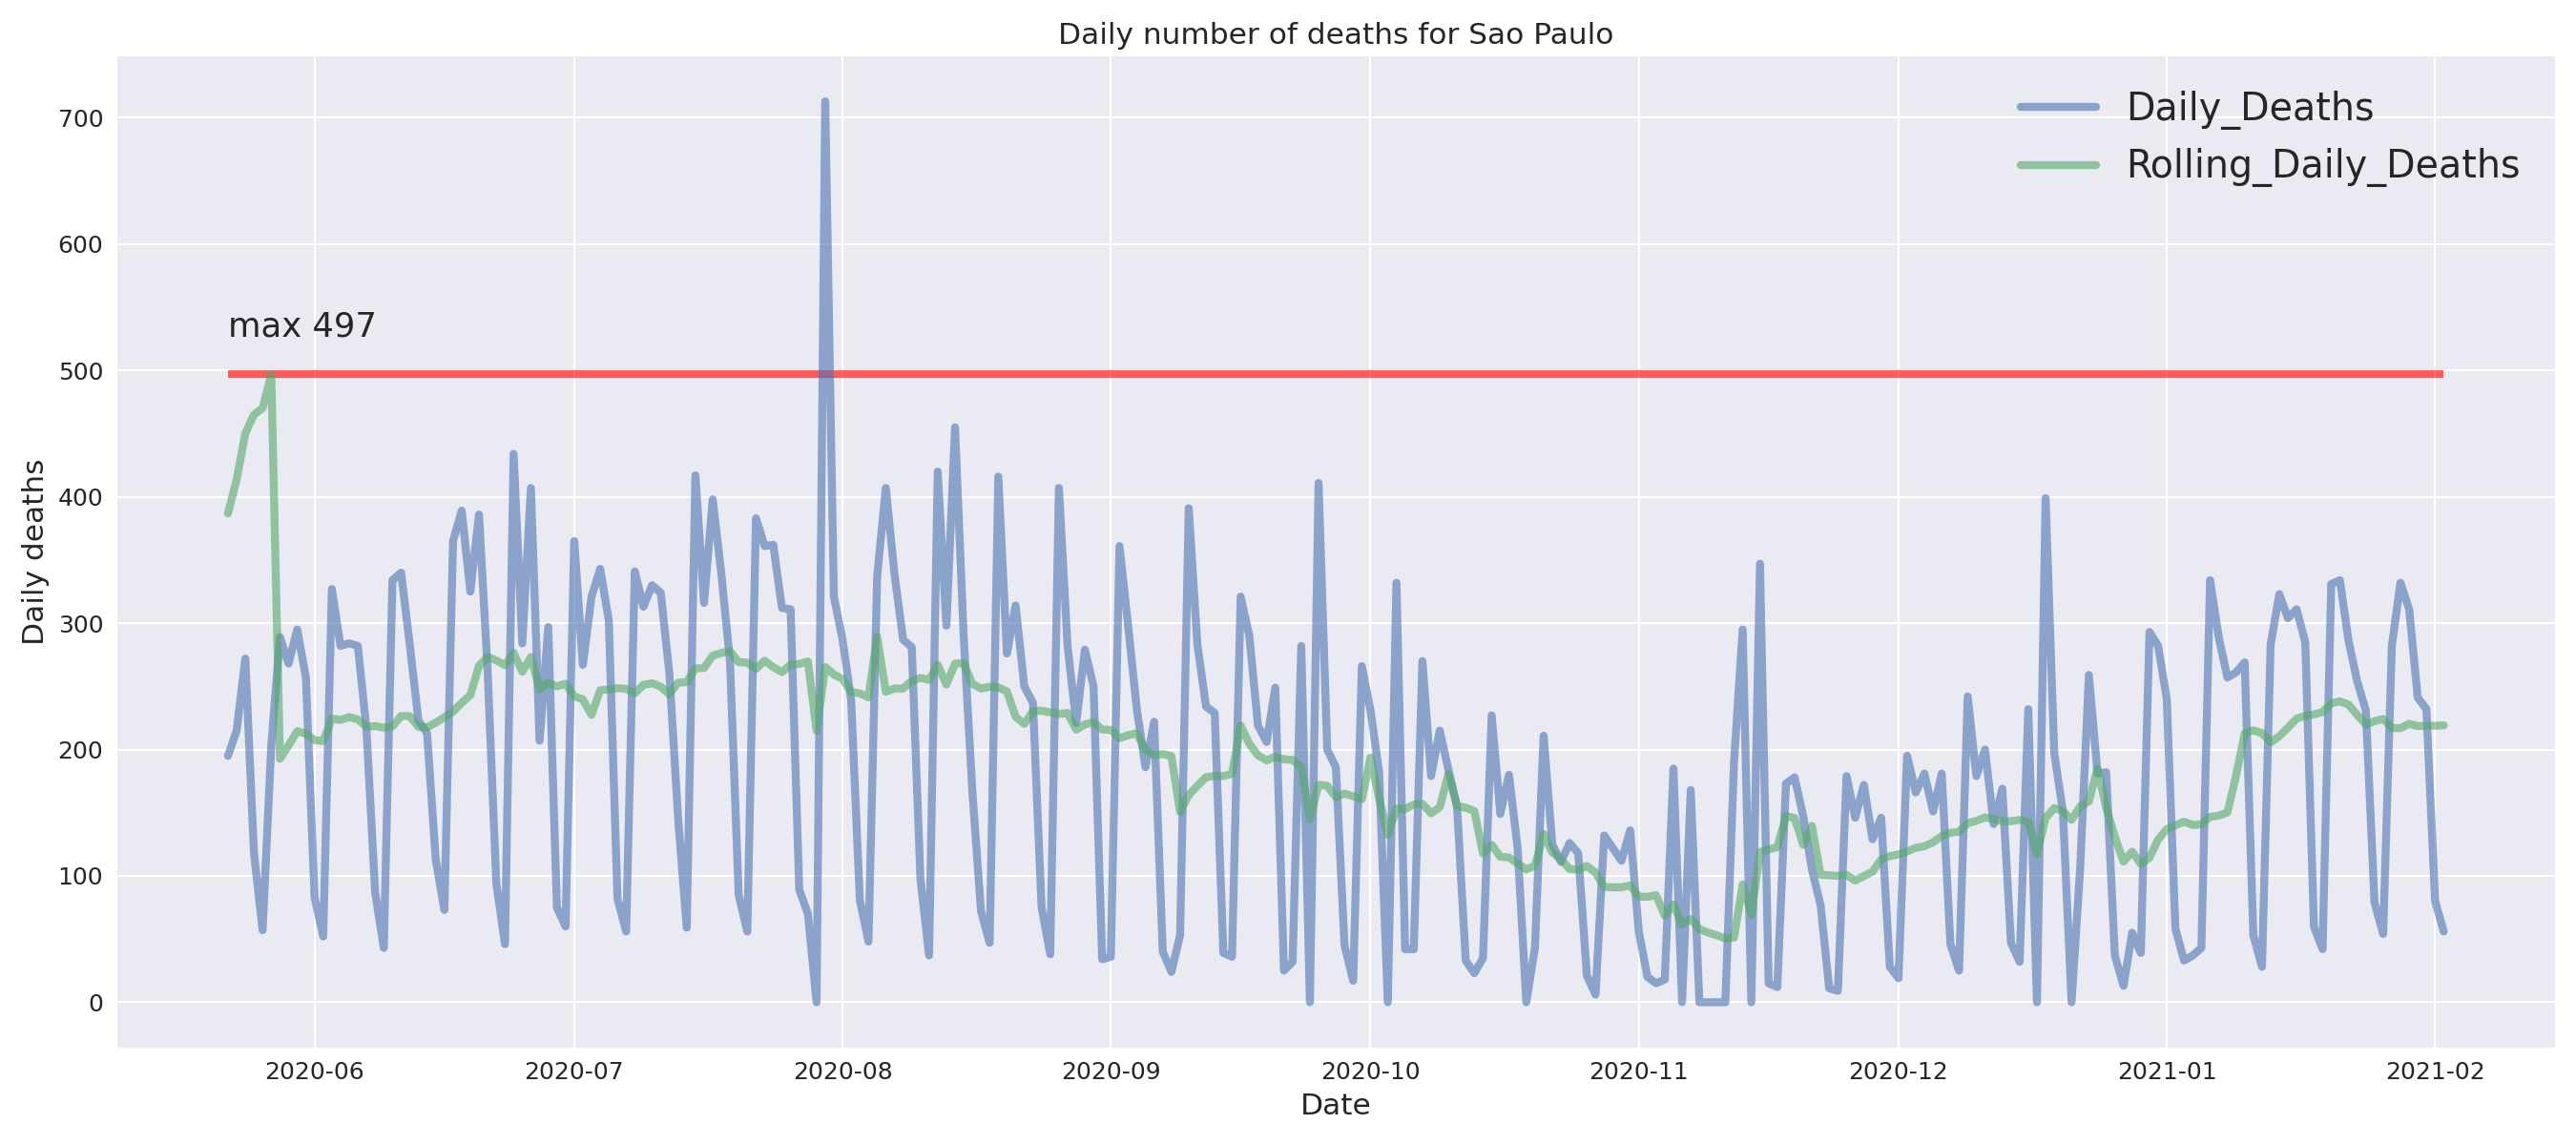 Daily number of deaths for Sao Paulo
Daily_Deaths
Rolling_Daily_Deaths
max 497
Daily deaths
700
600
500
400
300
200
100
0
2020-06 2020-07 2020-08 2020-09 2020-10 2020-11 2020-12 2021-01 2021-02
Date